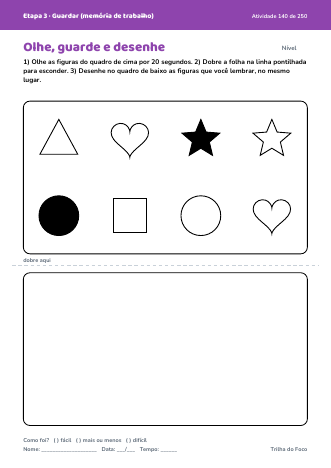 Etapa 3 · Guardar (memória de trabalho)
Atividade 140 de 250
Olhe, guarde e desenhe
Nível
1) Olhe as figuras do quadro de cima por 20 segundos. 2) Dobre a folha na linha pontilhada
para esconder. 3) Desenhe no quadro de baixo as figuras que você lembrar, no mesmo
lugar.
dobre aqui
Como foi? ( ) fácil ( ) mais ou menos ( ) difícil
Nome: ____________________ Data: ___/___ Tempo: ______
Trilha do Foco